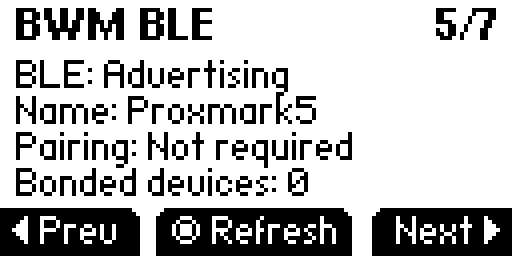 BWM BLE 5/7
BLE: Advertising
Name: Proxmark5
Pairing: Not required
Bonded devices: 0
Prev Refresh Next